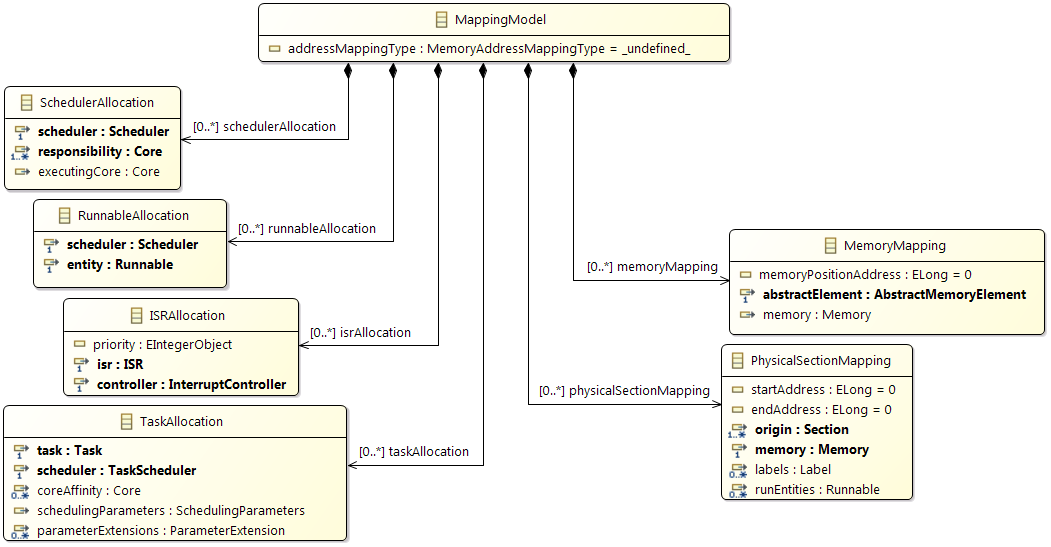 MappingModel
addressMappingType : MemoryAddressMappingType = _undefined_
SchedulerAllocation
scheduler : Scheduler
1
responsibility : Core
1..*
executingCore : Core
[0..*] schedulerAllocation
RunnableAllocation
scheduler : Scheduler
1
entity : Runnable
1
[0..*] runnableAllocation
ISRAllocation
priority : EIntegerObject
isr : ISR
1
controller : InterruptController
1
[0..*] isrAllocation
TaskAllocation
task : Task
1
scheduler : TaskScheduler
1
coreAffinity : Core
0..*
schedulingParameters : SchedulingParameters
parameterExtensions : ParameterExtension
0..*
[0..*] taskAllocation
[0..*] memoryMapping
MemoryMapping
memoryPositionAddress : ELong = 0
abstractElement : AbstractMemoryElement
1
memory : Memory
[0..*] physicalSectionMapping
PhysicalSectionMapping
startAddress : ELong = 0
endAddress : ELong = 0
origin : Section
1..*
memory : Memory
1
labels : Label
0..*
runEntities : Runnable
0..*